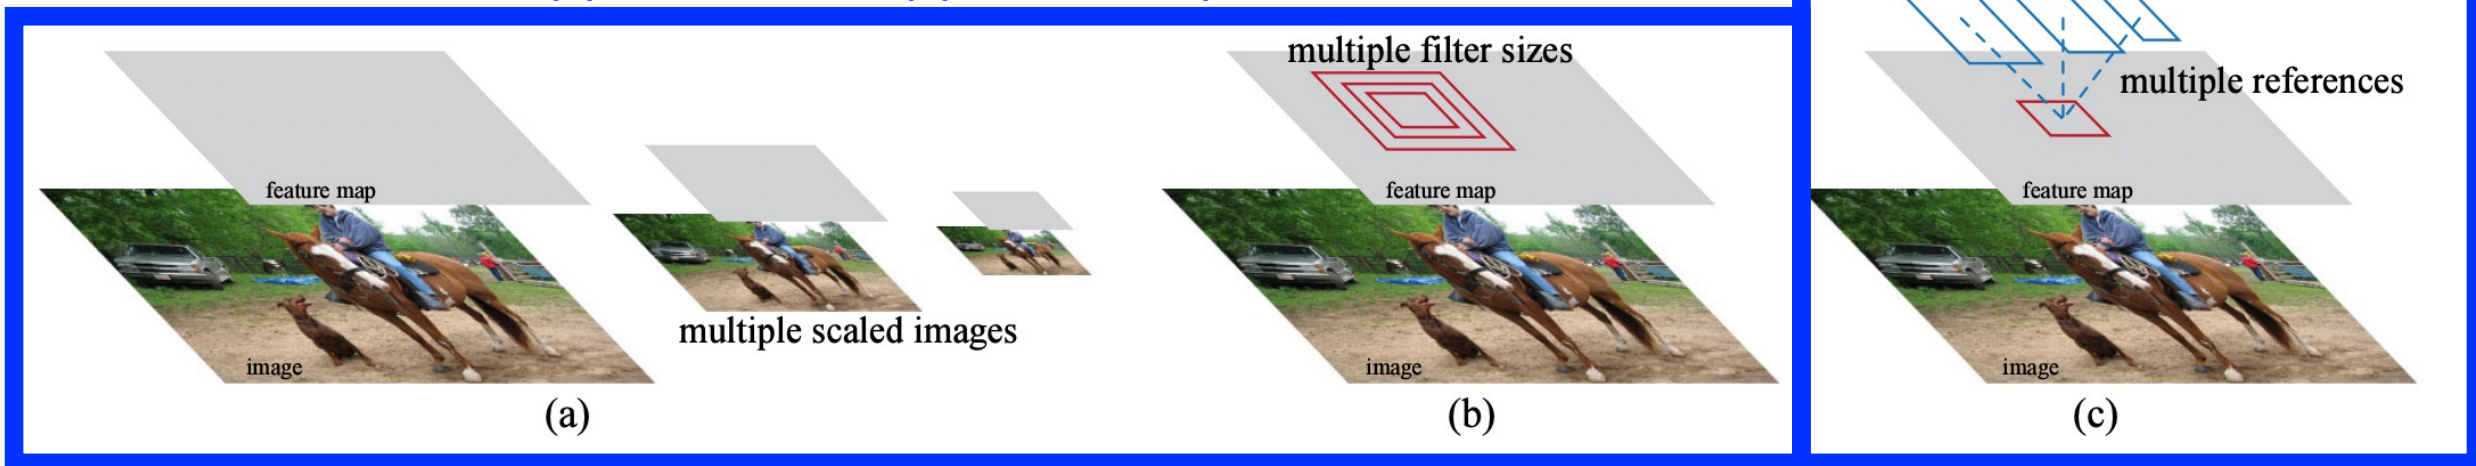 multiple filter sizes
multiple references
feature map
feature map
feature map
multiple scaled images
image
image
image
(a)
(b)
(c)